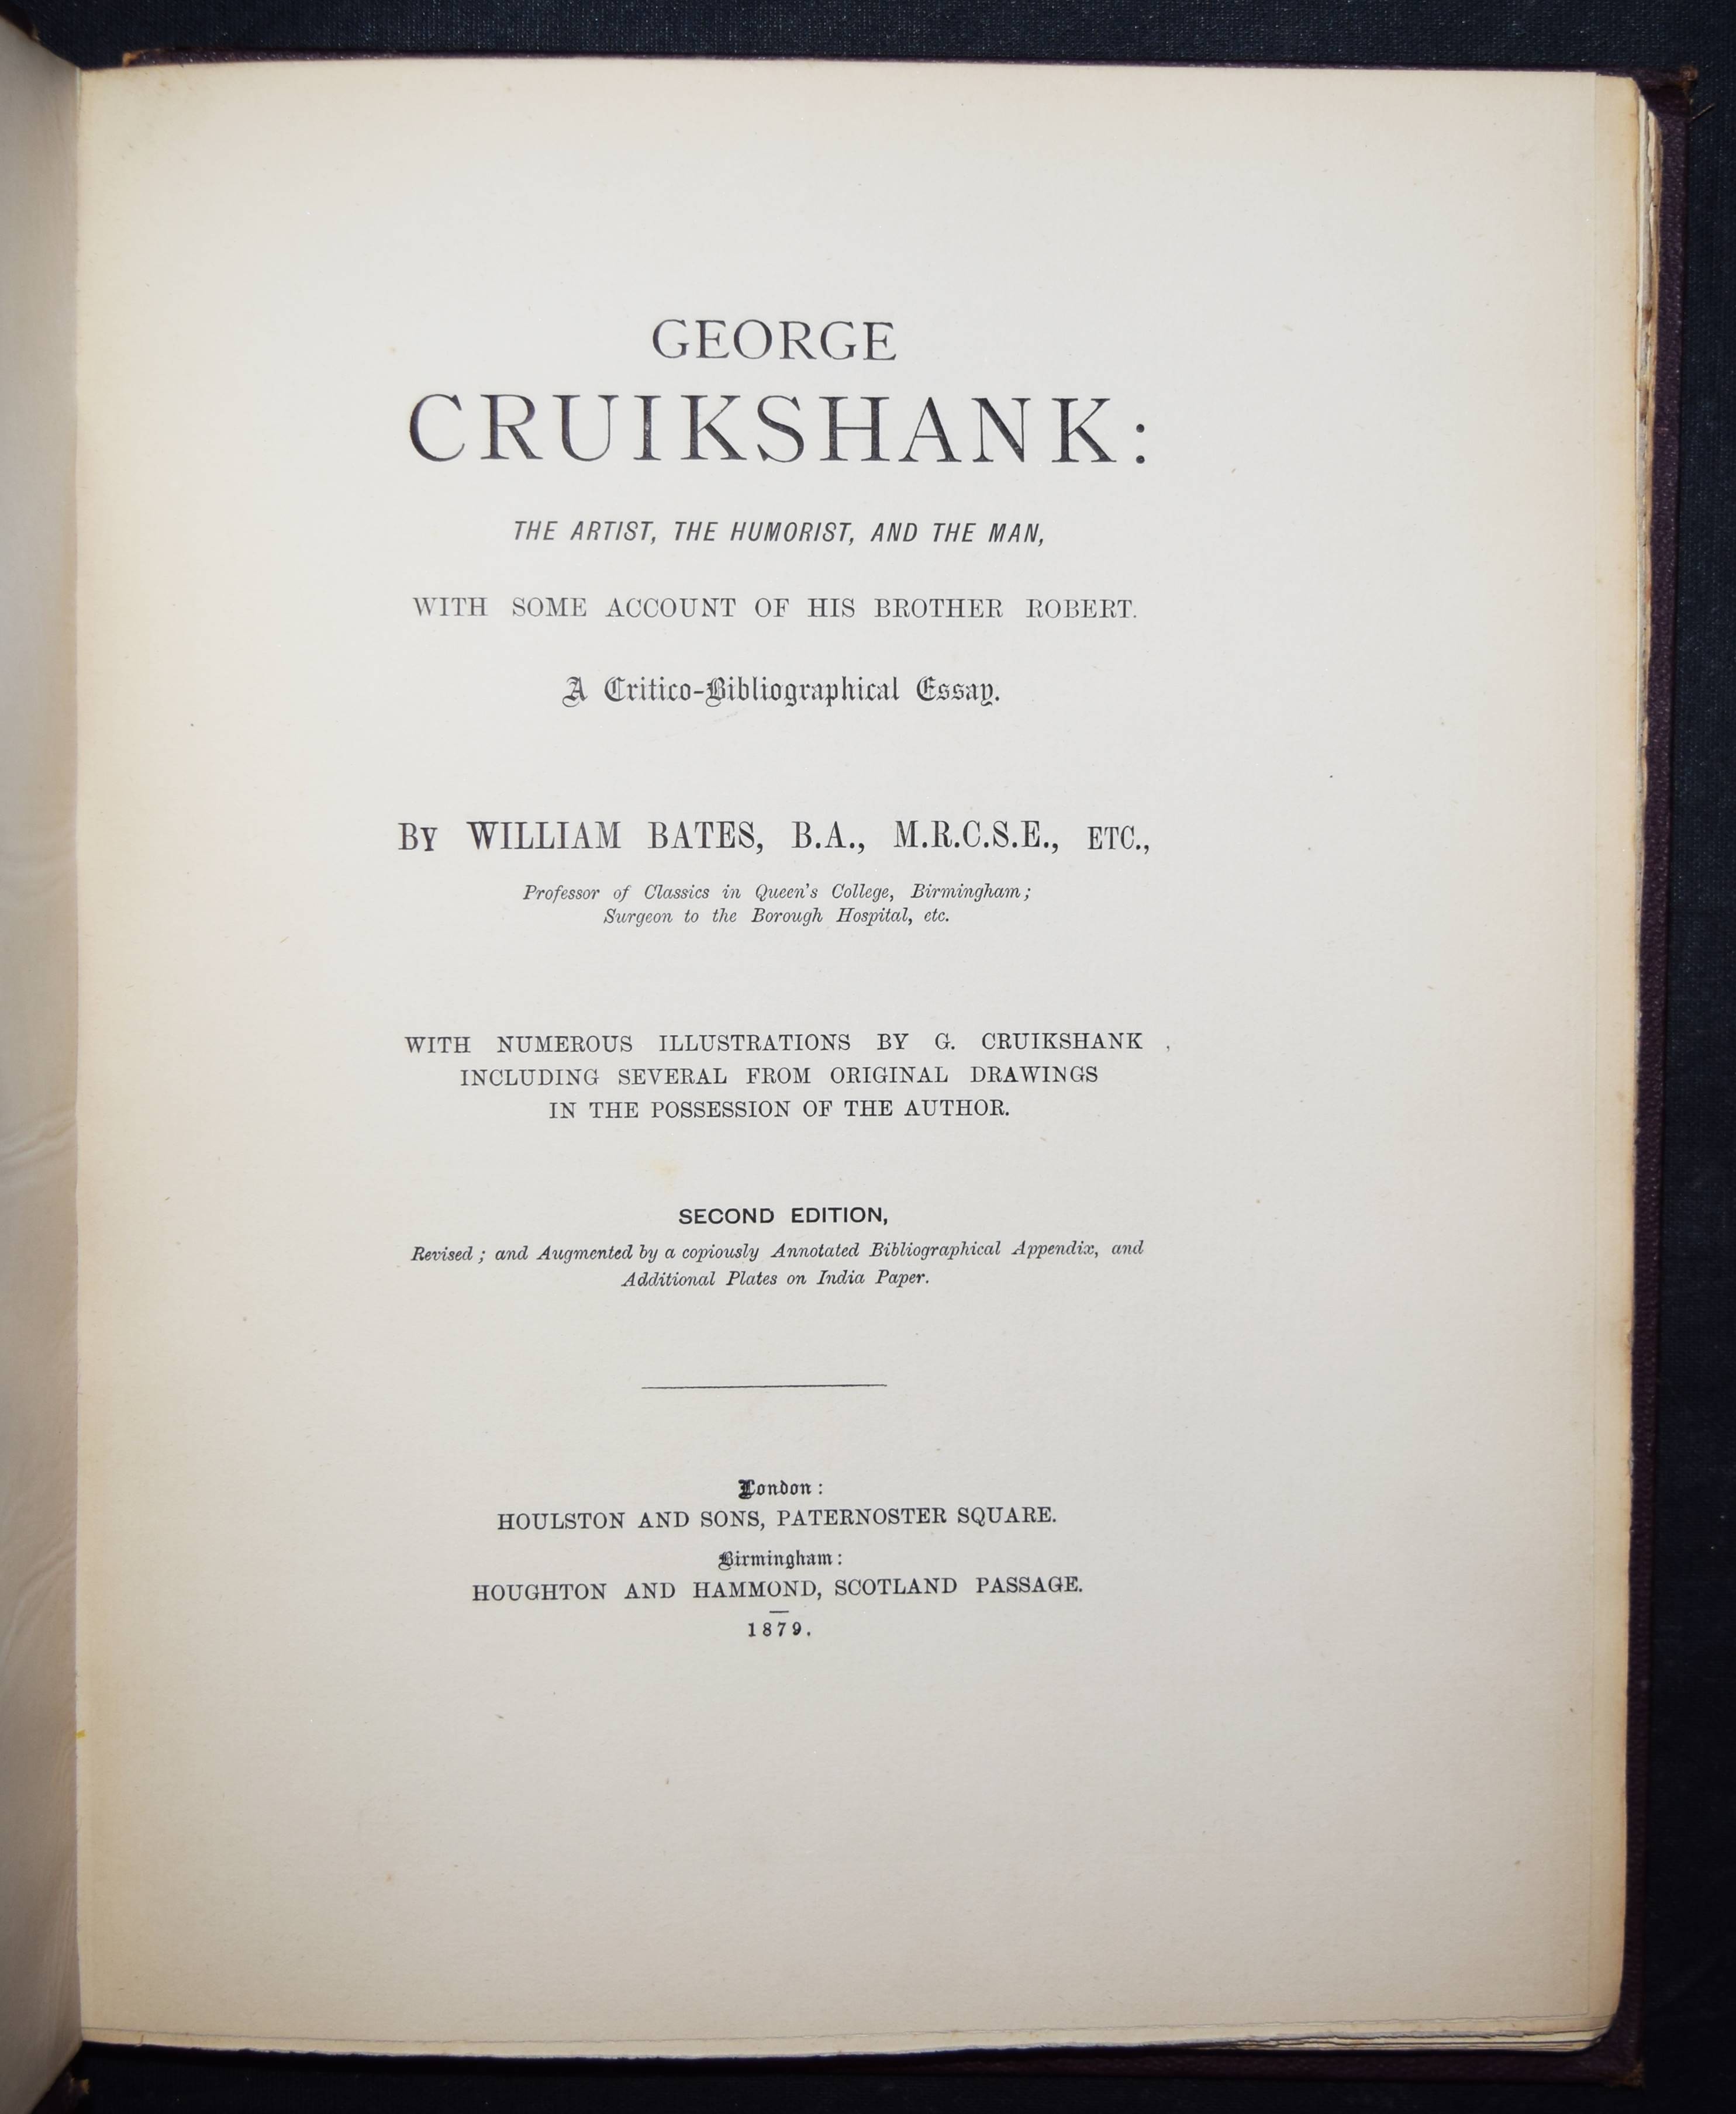 GEORGE
CRUIKSHANK:
THE ARTIST, THE HUMORIST, AND THE MAN,
WITH SOME ACCOUNT OF HIS BROTHER ROBERT.
A Critico-Bibliographical Essay.
BY WILLIAM BATES, B.A., M.R.C.S.E., ETC.,
Professor of Classics in Queen's College, Birmingham;
Surgeon to the Borough Hospital, etc.
WITH NUMEROUS ILLUSTRATIONS BY G. CRUIKSHANK,
INCLUDING SEVERAL FROM ORIGINAL DRAWINGS
IN THE POSSESSION OF THE AUTHOR.
SECOND EDITION,
Revised; and Augmented by a copiously Annotated Bibliographical Appendix, and
Additional Plates on India Paper.
London:
HOULSTON AND SONS, PATERNOSTER SQUARE.
Birmingham:
HOUGHTON AND HAMMOND, SCOTLAND PASSAGE.
1879.